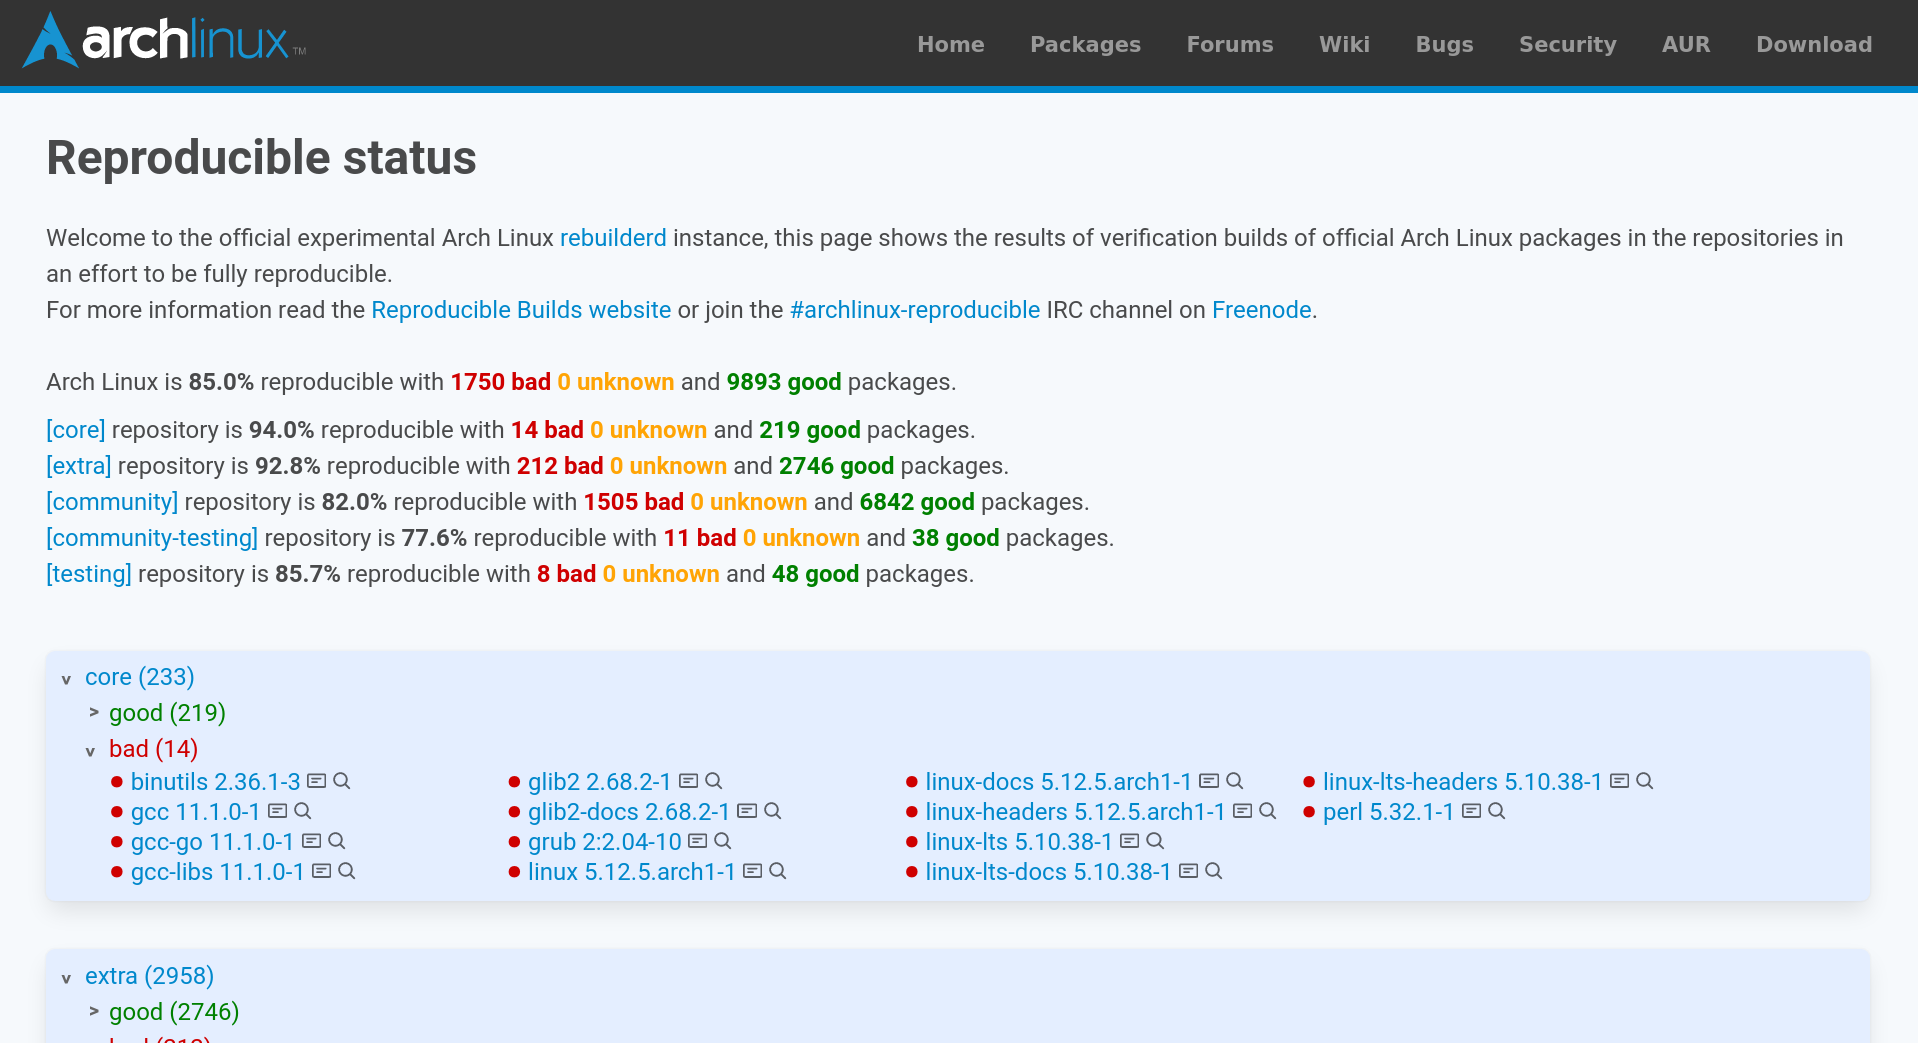 archlinux™
Home Packages Forums Wiki Bugs Security AUR Download
Reproducible status
Welcome to the official experimental Arch Linux rebuilderd instance, this page shows the results of verification builds of official Arch Linux packages in the repositories in
an effort to be fully reproducible.
For more information read the Reproducible Builds website or join the #archlinux-reproducible IRC channel on Freenode.
Arch Linux is 85.0% reproducible with 1750 bad 0 unknown and 9893 good packages.
[core] repository is 94.0% reproducible with 14 bad 0 unknown and 219 good packages.
[extra] repository is 92.8% reproducible with 212 bad 0 unknown and 2746 good packages.
[community] repository is 82.0% reproducible with 1505 bad 0 unknown and 6842 good packages.
[community-testing] repository is 77.6% reproducible with 11 bad 0 unknown and 38 good packages.
[testing] repository is 85.7% reproducible with 8 bad 0 unknown and 48 good packages.
v core (233)
> good (219)
v bad (14)
binutils 2.36.1-3
gcc 11.1.0-1
gcc-go 11.1.0-1
gcc-libs 11.1.0-1
glib2 2.68.2-1
glib2-docs 2.68.2-1
grub 2:2.04-10
linux 5.12.5.arch1-1
linux-docs 5.12.5.arch1-1
linux-headers 5.12.5.arch1-1
linux-lts 5.10.38-1
linux-lts-docs 5.10.38-1
linux-lts-headers 5.10.38-1
perl 5.32.1-1
v extra (2958)
> good (2746)